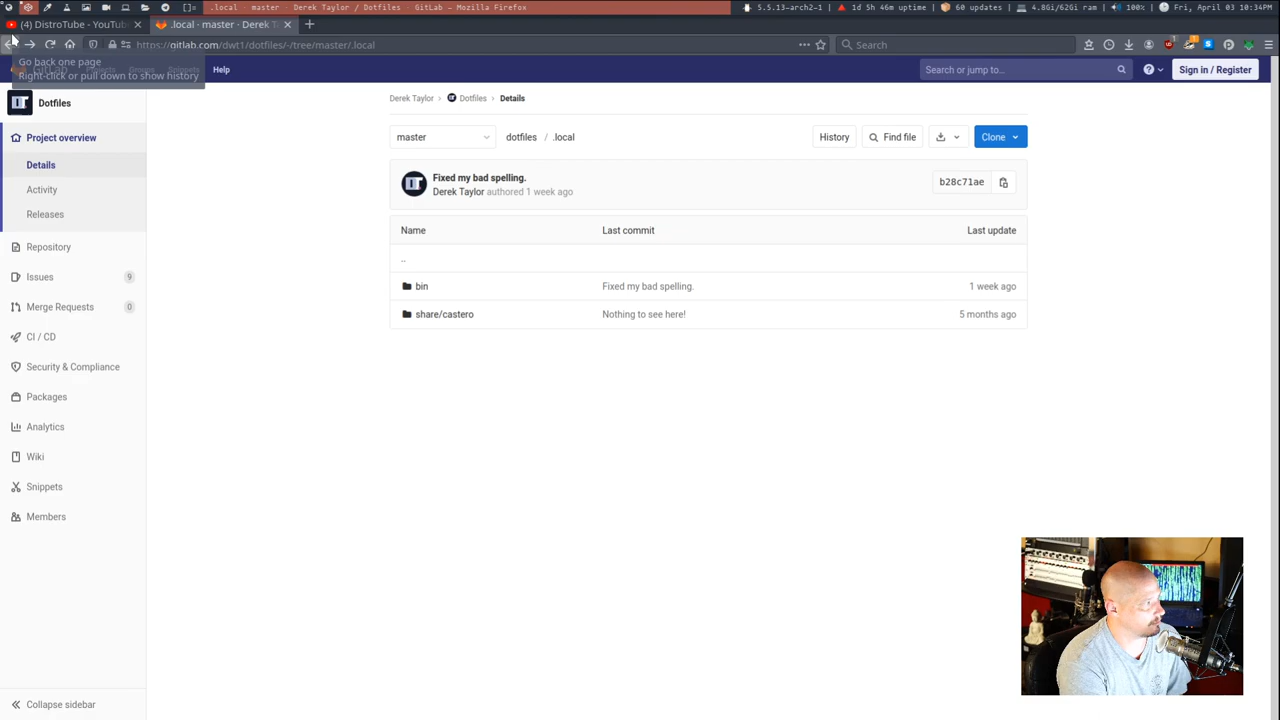 .local · master · Derek Taylor / Dotfiles · GitLab - Mozilla Firefox
5.5.13-arch2-1
1d 5h 46m uptime
60 updates
4.8Gi/62Gi ram
100%
Fri, April 03 10:34PM
(4) DistroTube - YouTub
.local · master · Derek T
https://gitlab.com/dwt1/dotfiles/-/tree/master/.local
Search
Go back one page
Right-click or pull down to show history
Help
Search or jump to...
Sign in / Register
Dotfiles
Project overview
Details
Activity
Releases
Repository
Issues
9
Merge Requests
0
CI / CD
Security & Compliance
Packages
Analytics
Wiki
Snippets
Members
Collapse sidebar
Derek Taylor
Dotfiles
Details
master
dotfiles / .local
History
Find file
Clone
Fixed my bad spelling.
Derek Taylor authored 1 week ago
b28c71ae
Name Last commit Last update
..
bin Fixed my bad spelling. 1 week ago
share/castero Nothing to see here! 5 months ago